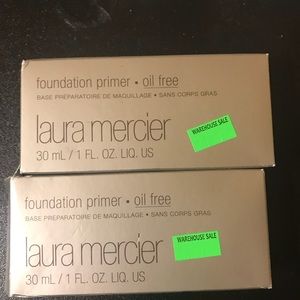 foundation primer • oil free
BASE PRÉPARATOIRE DE MAQUILLAGE • SANS CORPS GRAS
laura mercier
WAREHOUSE SALE
30 mL / 1 FL. OZ. LIQ. US
foundation primer • oil free
BASE PRÉPARATOIRE DE MAQUILLAGE • SANS CORPS GRAS
laura mercier
WAREHOUSE SALE
30 mL / 1 FL. OZ. LIQ. US